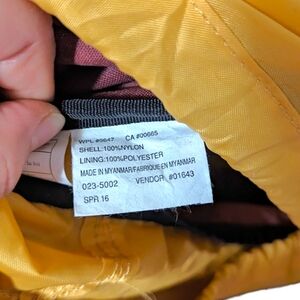 WPL #5647 CA #00665
SHELL:100%NYLON
LINING:100%POLYESTER
MADE IN MYANMAR/FABRIQUE EN MYANMAR
023-5002 VENDOR #01643
SPR.16